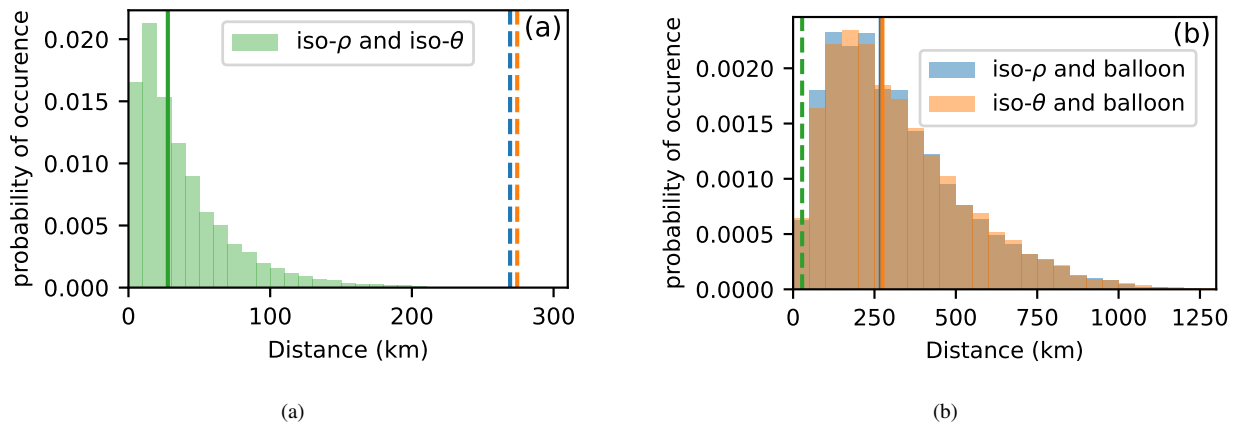 probability of occurence
0.020
0.015
0.010
0.005
0.000
iso-ρ and iso-θ
(a)
0
100
200
300
Distance (km)
(a)
probability of occurence
0.0020
0.0015
0.0010
0.0005
0.0000
(b)
iso-ρ and balloon
iso-θ and balloon
0
250
500
750
1000
1250
Distance (km)
(b)